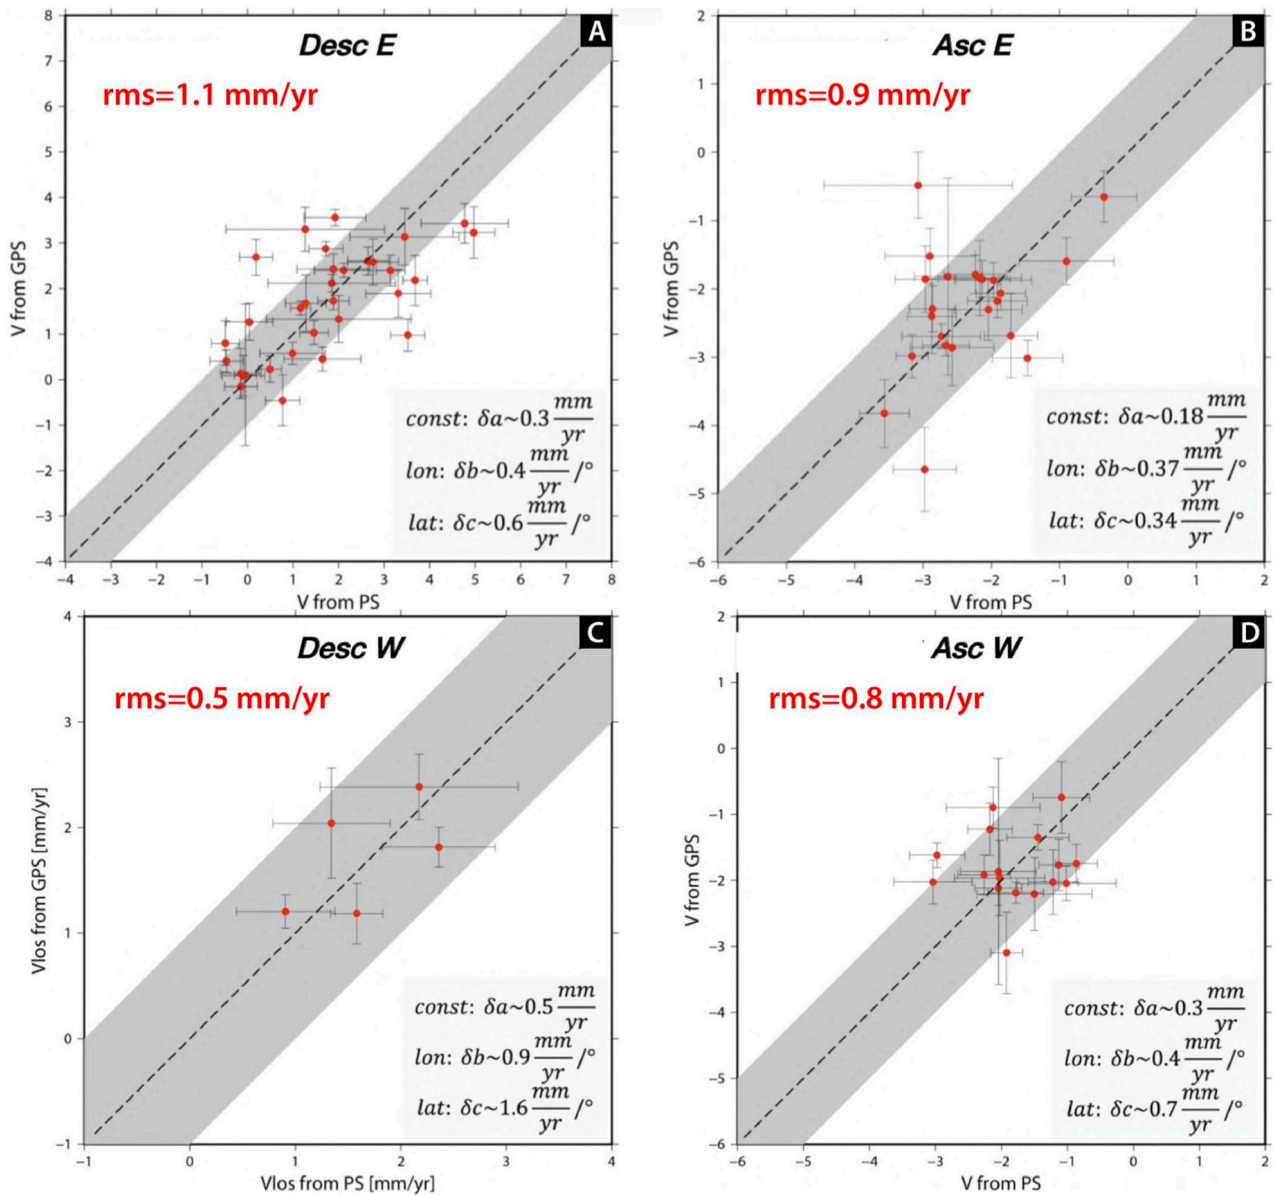 A
Desc E
rms=1.1 mm/yr
V from GPS
8
7
6
5
4
3
2
1
0
−1
−2
−3
−4
const: δa~0.3 mm/yr
lon: δb~0.4 mm/yr /°
lat: δc~0.6 mm/yr /°
−4 −3 −2 −1 0 1 2 3 4 5 6 7 8
V from PS
B
Asc E
rms=0.9 mm/yr
V from GPS
2
1
0
−1
−2
−3
−4
−5
−6
const: δa~0.18 mm/yr
lon: δb~0.37 mm/yr /°
lat: δc~0.34 mm/yr /°
−6 −5 −4 −3 −2 −1 0 1 2
V from PS
C
Desc W
rms=0.5 mm/yr
Vlos from GPS [mm/yr]
4
3
2
1
0
−1
const: δa~0.5 mm/yr
lon: δb~0.9 mm/yr /°
lat: δc~1.6 mm/yr /°
−1 0 1 2 3 4
Vlos from PS [mm/yr]
D
Asc W
rms=0.8 mm/yr
V from GPS
2
1
0
−1
−2
−3
−4
−5
−6
const: δa~0.3 mm/yr
lon: δb~0.4 mm/yr /°
lat: δc~0.7 mm/yr /°
−6 −5 −4 −3 −2 −1 0 1 2
V from PS